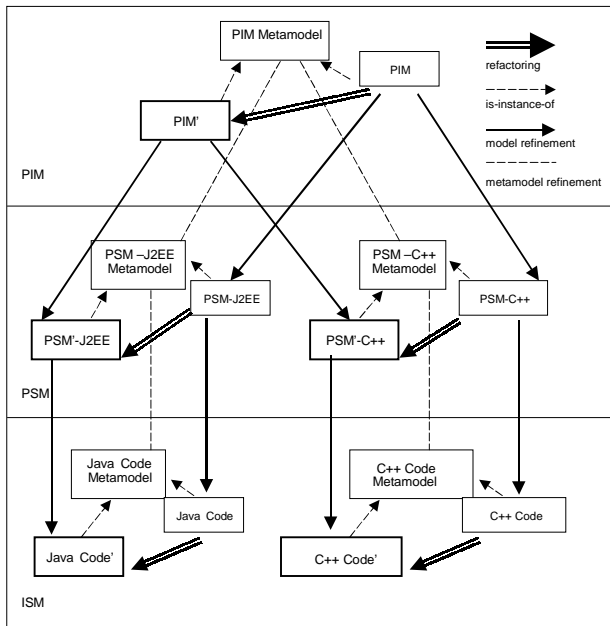 PIM Metamodel
PIM
refactoring
is-instance-of
PIM'
model refinement
metamodel refinement
PIM
PSM –J2EE
Metamodel
PSM –C++
Metamodel
PSM-J2EE
PSM-C++
PSM'-J2EE
PSM'-C++
PSM
Java Code
Metamodel
C++ Code
Metamodel
Java Code
C++ Code
Java Code'
C++ Code'
ISM